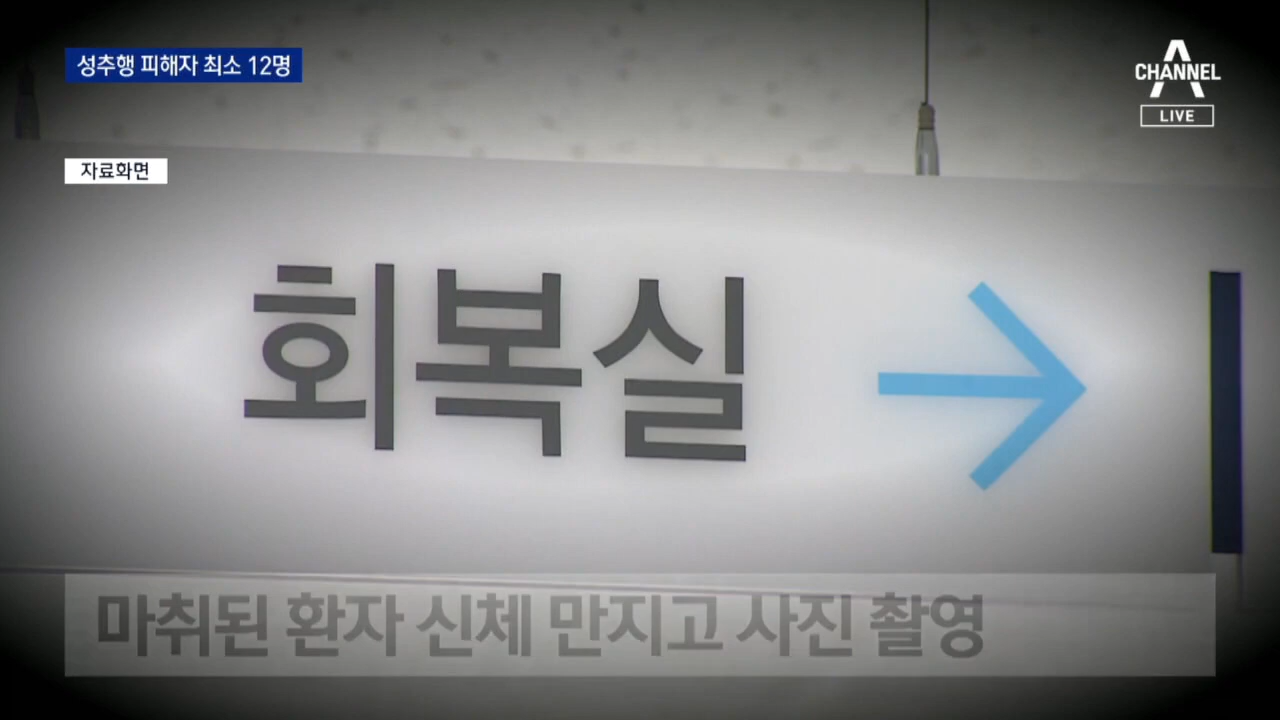 성추행 피해자 최소 12명
CHANNEL A
LIVE
자료화면
회복실
마취된 환자 신체 만지고 사진 촬영